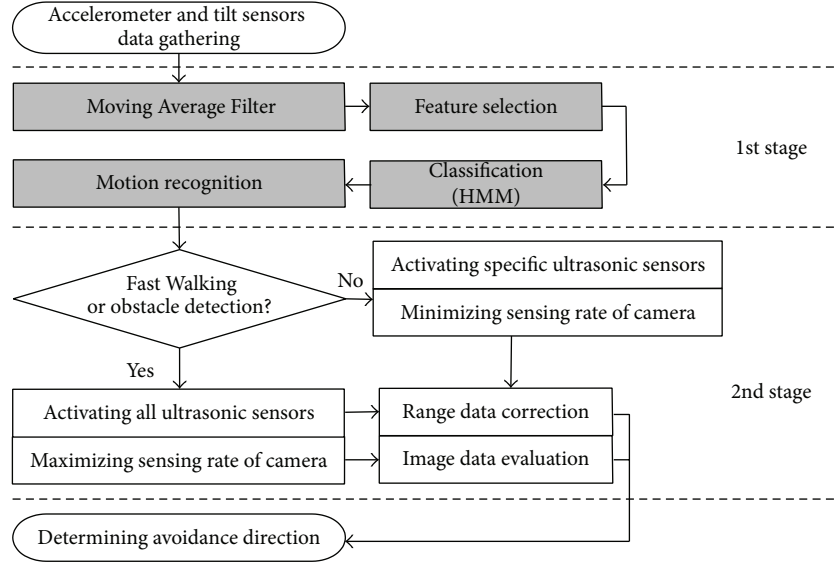 Accelerometer and tilt sensors
data gathering
Moving Average Filter
Feature selection
1st stage
Motion recognition
Classification
(HMM)
Fast Walking
or obstacle detection?
No
Activating specific ultrasonic sensors
Minimizing sensing rate of camera
Yes
2nd stage
Activating all ultrasonic sensors
Range data correction
Maximizing sensing rate of camera
Image data evaluation
Determining avoidance direction